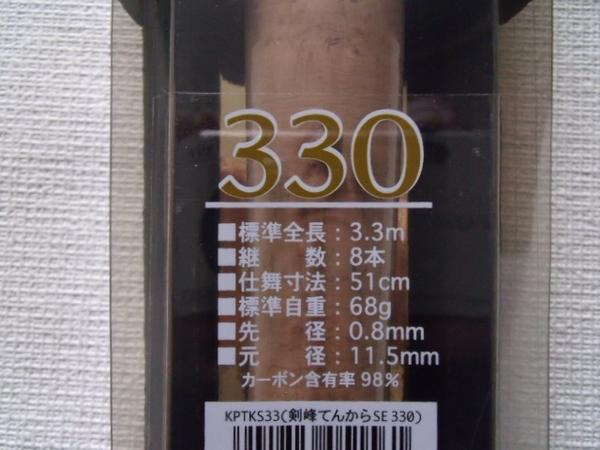 330
■標準全長：3.3m
■継　　数：8本
■仕舞寸法：51cm
■標準自重：68g
■先　　径：0.8mm
■元　　径：11.5mm
カーボン含有率98%
KPTKS33(剣峰てんからSE 330)